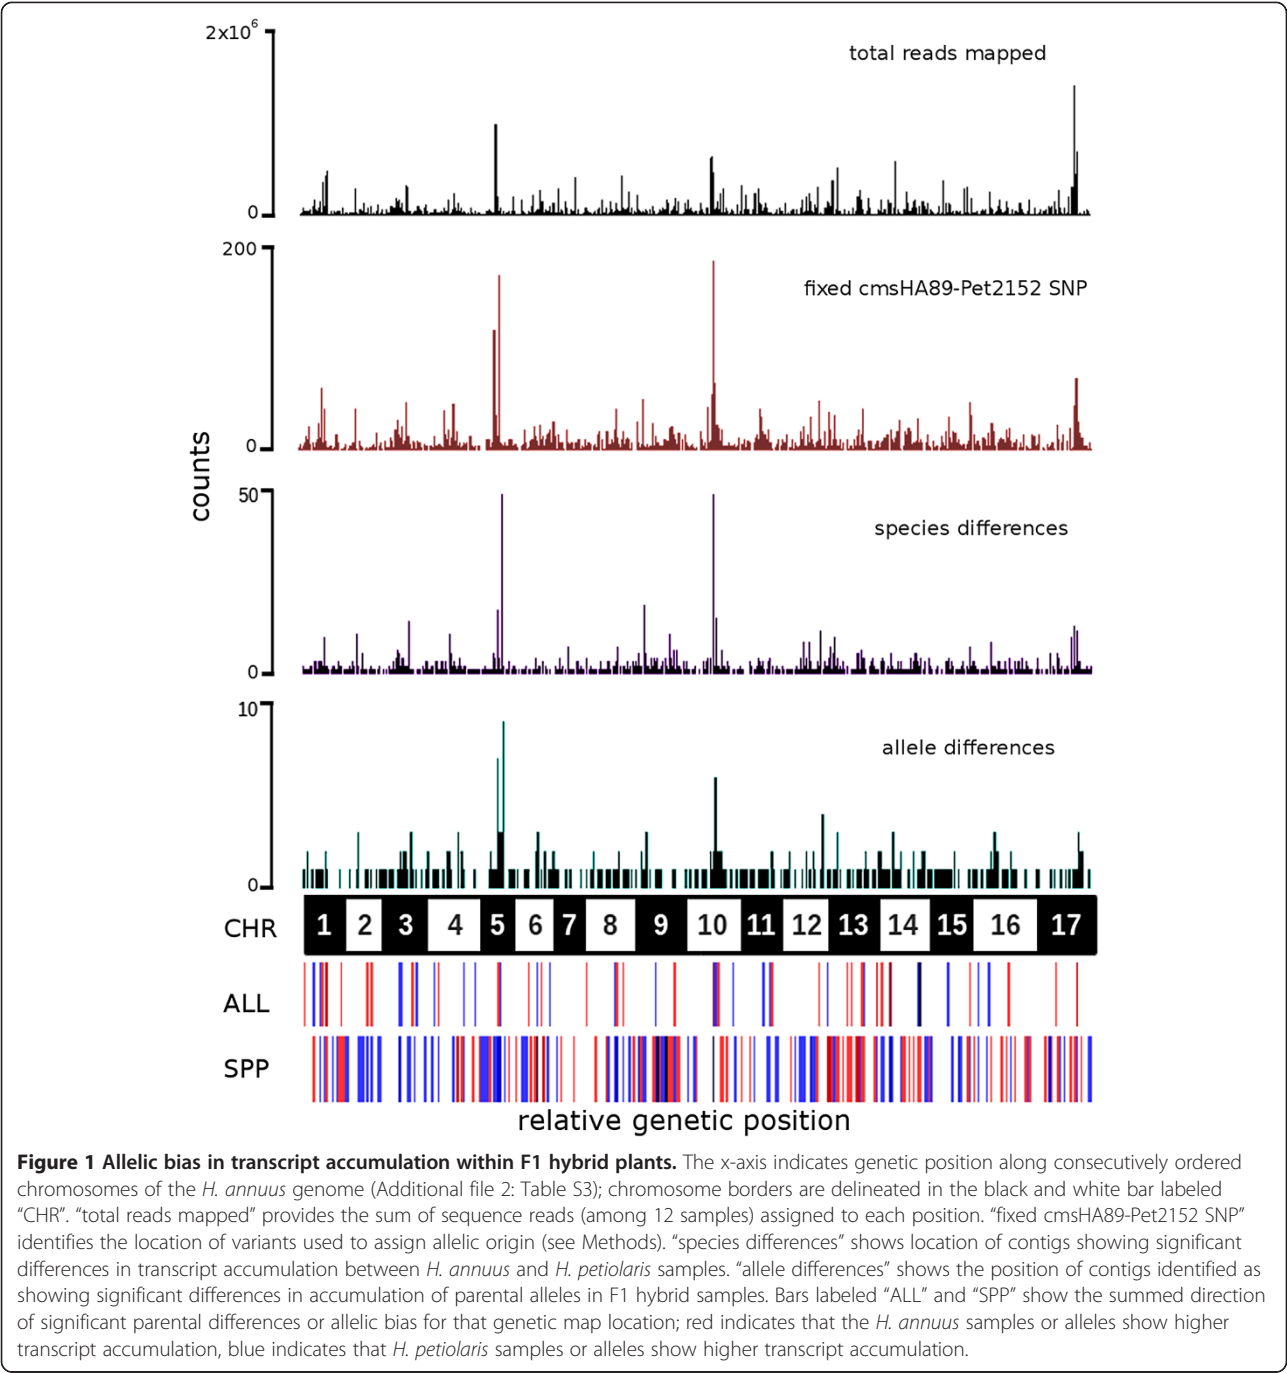 2x10⁶
total reads mapped
0
200
fixed cmsHA89-Pet2152 SNP
0
counts
50
species differences
0
10
allele differences
0
CHR 1 2 3 4 5 6 7 8 9 10 11 12 13 14 15 16 17
ALL
SPP
relative genetic position
Figure 1 Allelic bias in transcript accumulation within F1 hybrid plants. The x-axis indicates genetic position along consecutively ordered
chromosomes of the H. annuus genome (Additional file 2: Table S3); chromosome borders are delineated in the black and white bar labeled
“CHR”. “total reads mapped” provides the sum of sequence reads (among 12 samples) assigned to each position. “fixed cmsHA89-Pet2152 SNP”
identifies the location of variants used to assign allelic origin (see Methods). “species differences” shows location of contigs showing significant
differences in transcript accumulation between H. annuus and H. petiolaris samples. “allele differences” shows the position of contigs identified as
showing significant differences in accumulation of parental alleles in F1 hybrid samples. Bars labeled “ALL” and “SPP” show the summed direction
of significant parental differences or allelic bias for that genetic map location; red indicates that the H. annuus samples or alleles show higher
transcript accumulation, blue indicates that H. petiolaris samples or alleles show higher transcript accumulation.